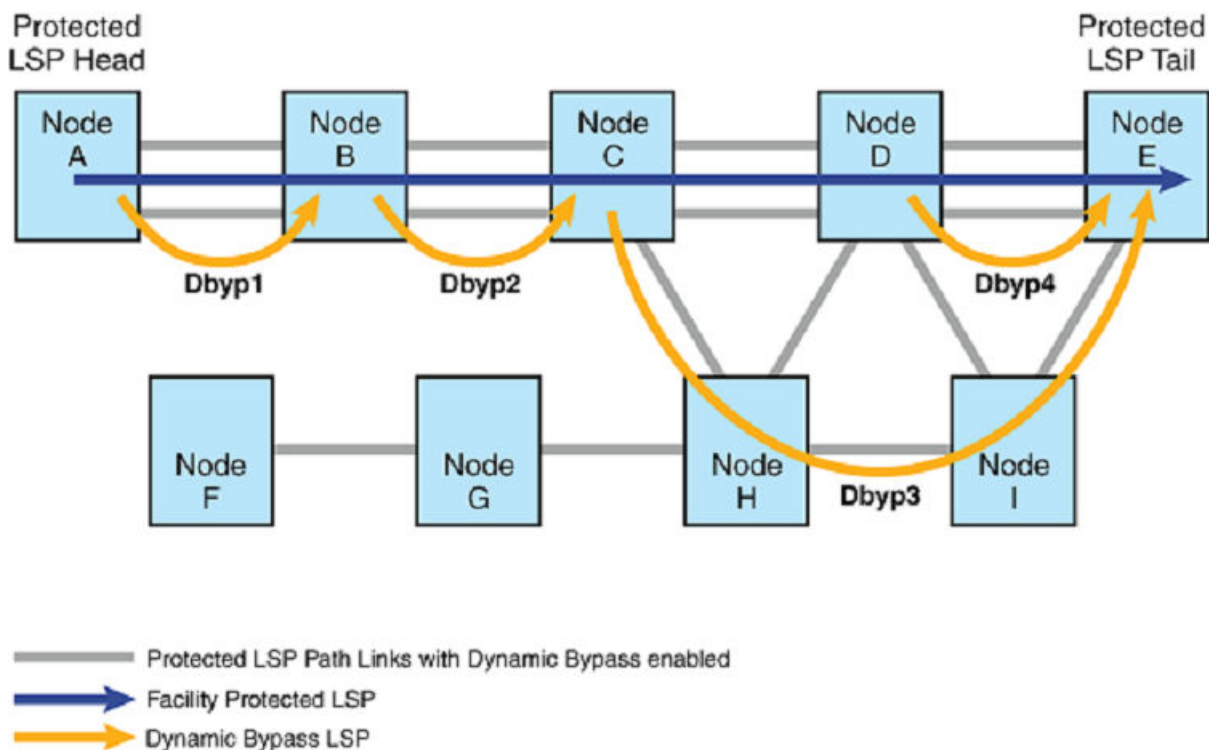 Protected
LSP Head
Protected
LSP Tail
Node
A
Node
B
Node
C
Node
D
Node
E
Dbyp1
Dbyp2
Dbyp4
Node
F
Node
G
Node
H
Node
I
Dbyp3
Protected LSP Path Links with Dynamic Bypass enabled
Facility Protected LSP
Dynamic Bypass LSP